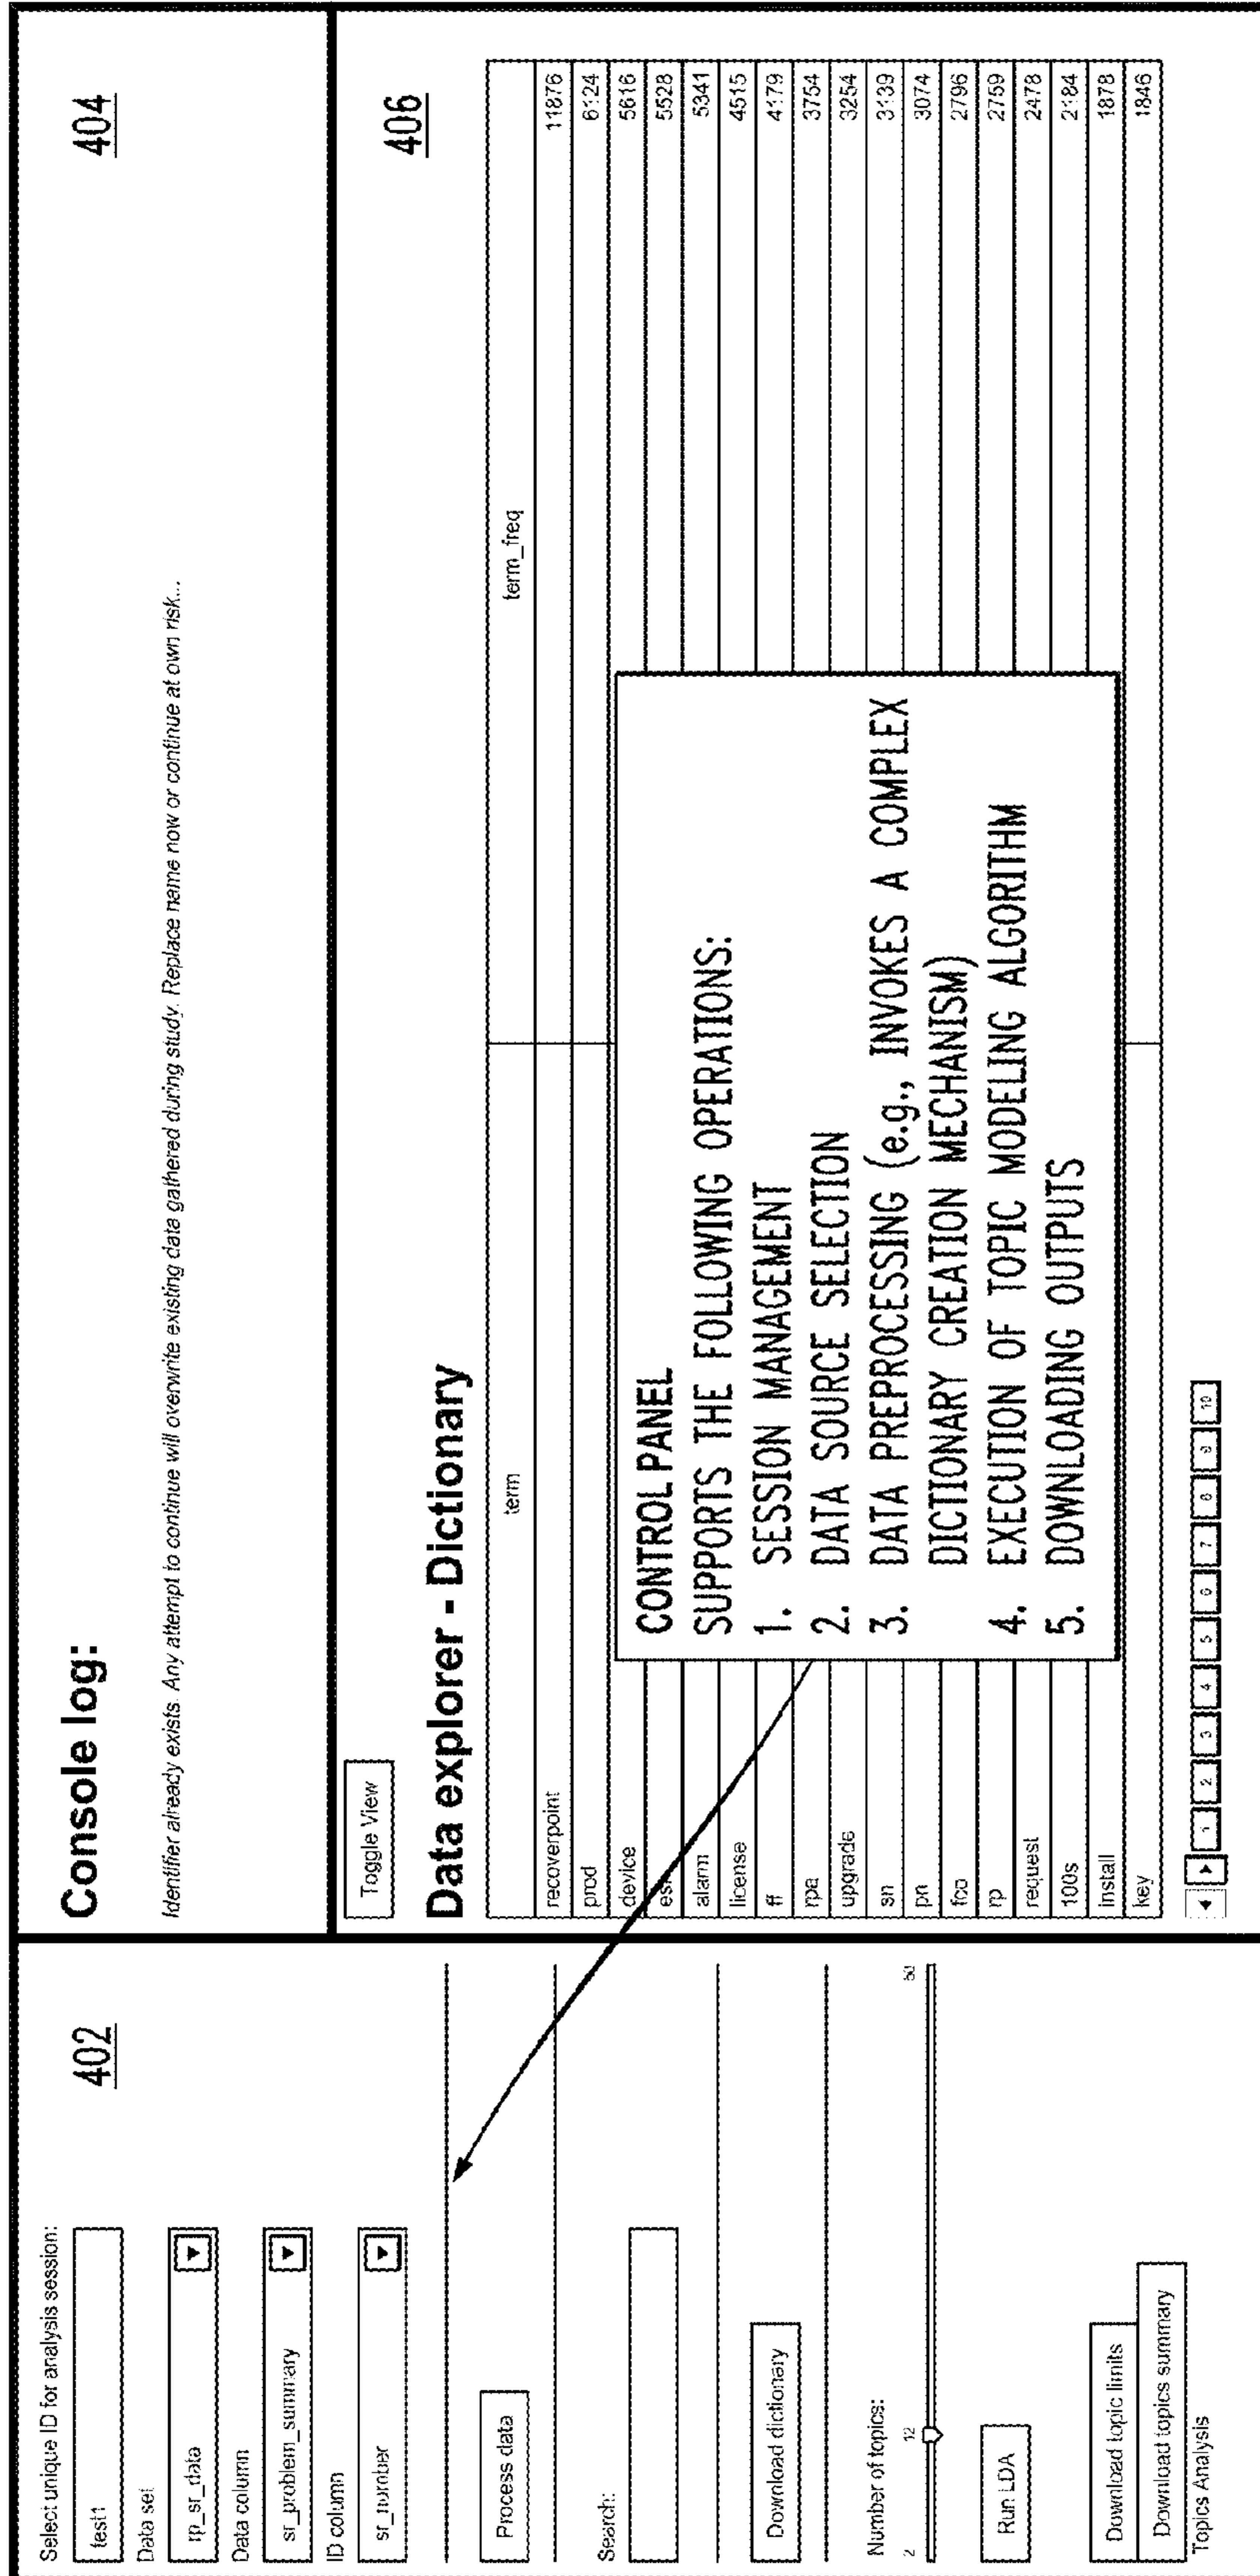 Select unique ID for analysis session:
402
test1
Data set
rp_sr_data
Data column
sr_problem_summary
ID column
sr_number
Process data
Search:
Download dictionary
Number of topics:
2 12 50
Run LDA
Download topic limits
Download topics summary
Topics Analysis
Console log:
404
Identifier already exists. Any attempt to continue will overwrite existing data gathered during study. Replace name now or continue at own risk...
Toggle View
406
Data explorer - Dictionary
term term_freq
recoverpoint 11876
prod 6124
device 5616
5528
alarm 5341
license 4515
ff 4179
rpa 3754
upgrade 3254
sn 3139
pn 3074
2796
rp 2759
request 2478
100s 2184
install 1878
key 1846
CONTROL PANEL
SUPPORTS THE FOLLOWING OPERATIONS:
1. SESSION MANAGEMENT
2. DATA SOURCE SELECTION
3. DATA PREPROCESSING (e.g., INVOKES A COMPLEX
DICTIONARY CREATION MECHANISM)
4. EXECUTION OF TOPIC MODELING ALGORITHM
5. DOWNLOADING OUTPUTS
1 2 3 4 5 6 7 8 9 10